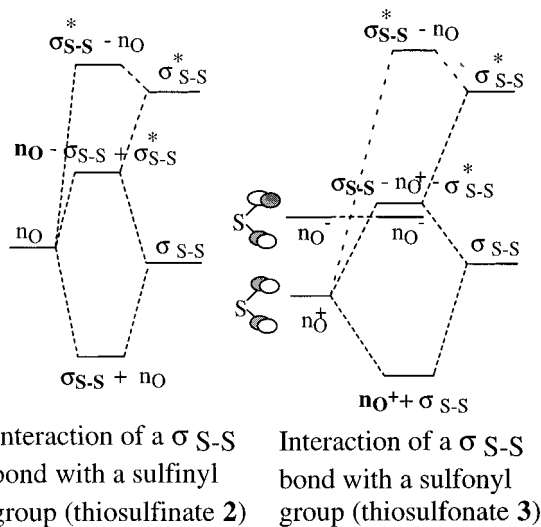 σ*S-S - nO
σ*S-S
nO - σS-S + σ*S-S
nO
σ S-S
σS-S + nO
Interaction of a σ S-S
bond with a sulfinyl
group (thiosulfinate 2)
σ*S-S - nO
σ*S-S
σS-S - nO+ - σ*S-S
S
nO-
nO-
σ S-S
S
nO+
nO+ + σ S-S
Interaction of a σ S-S
bond with a sulfonyl
group (thiosulfonate 3)